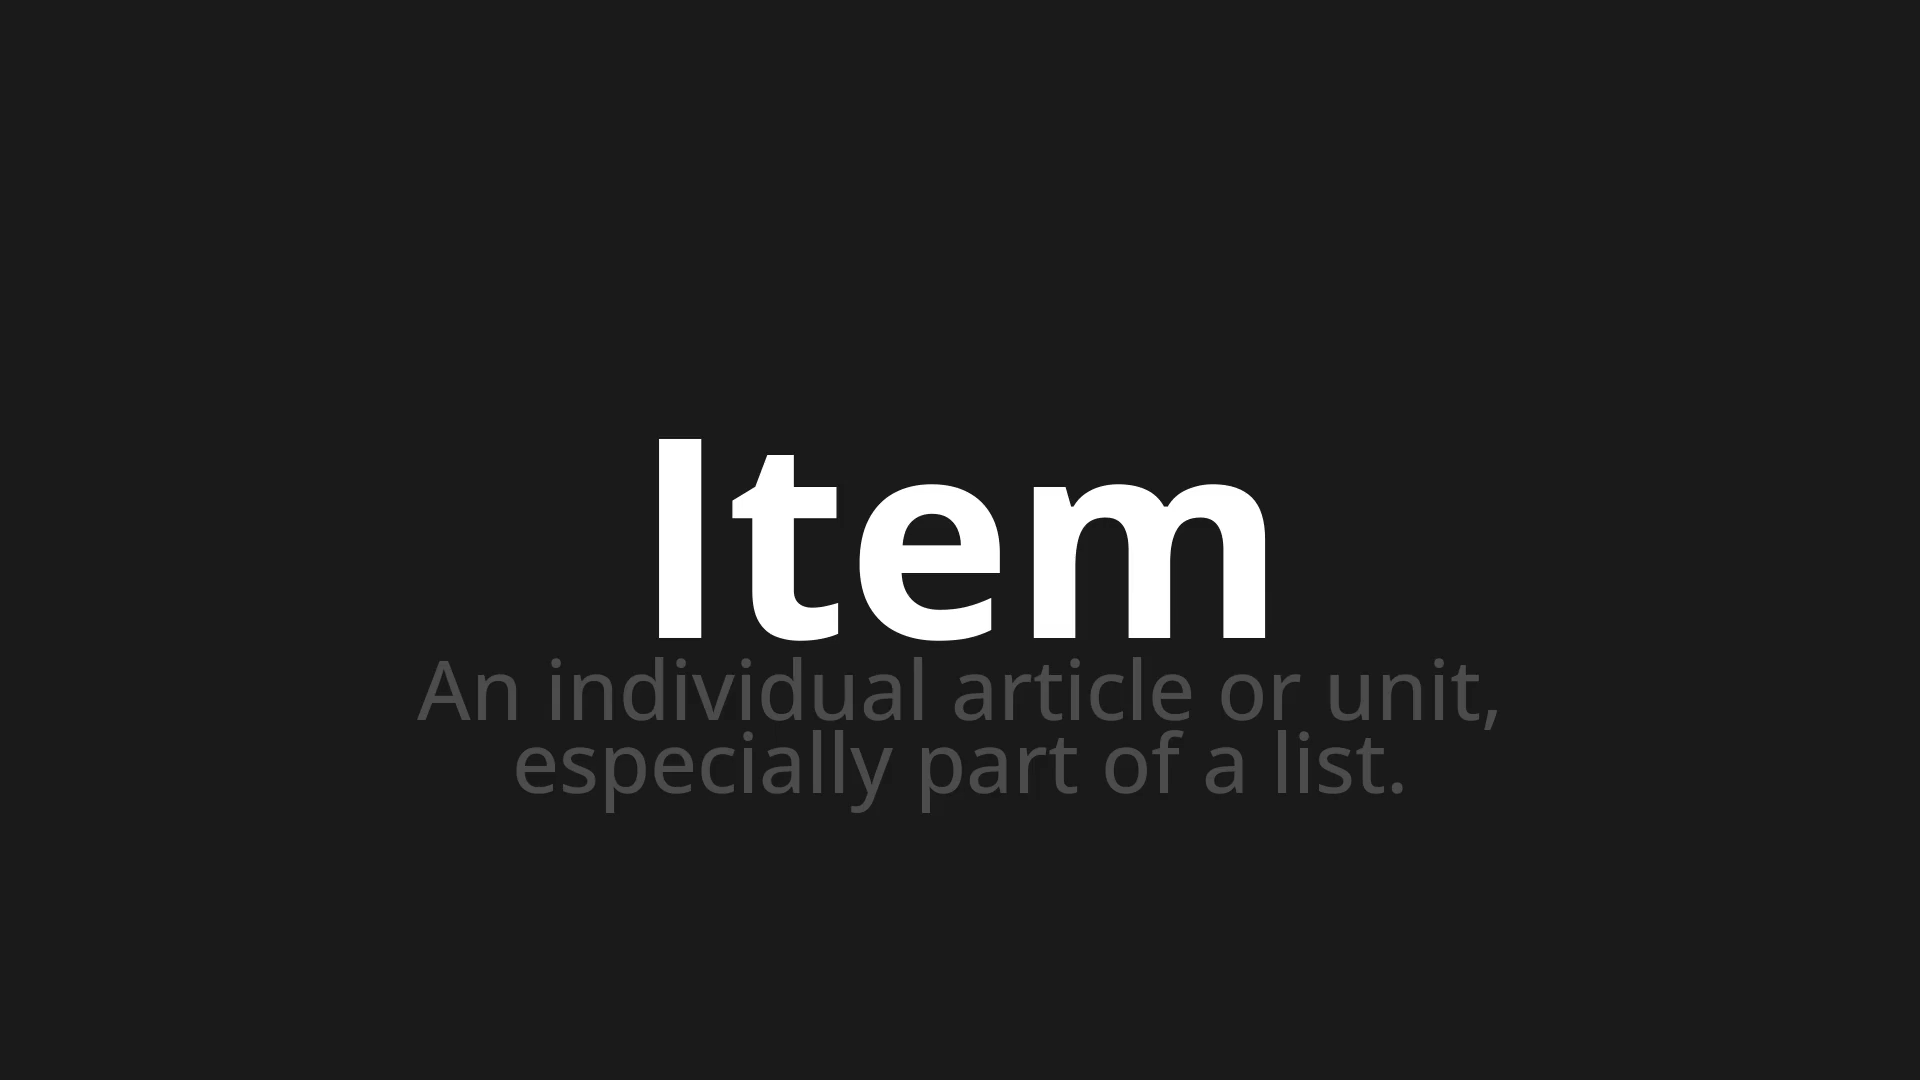 Item
An individual article or unit,
especially part of a list.